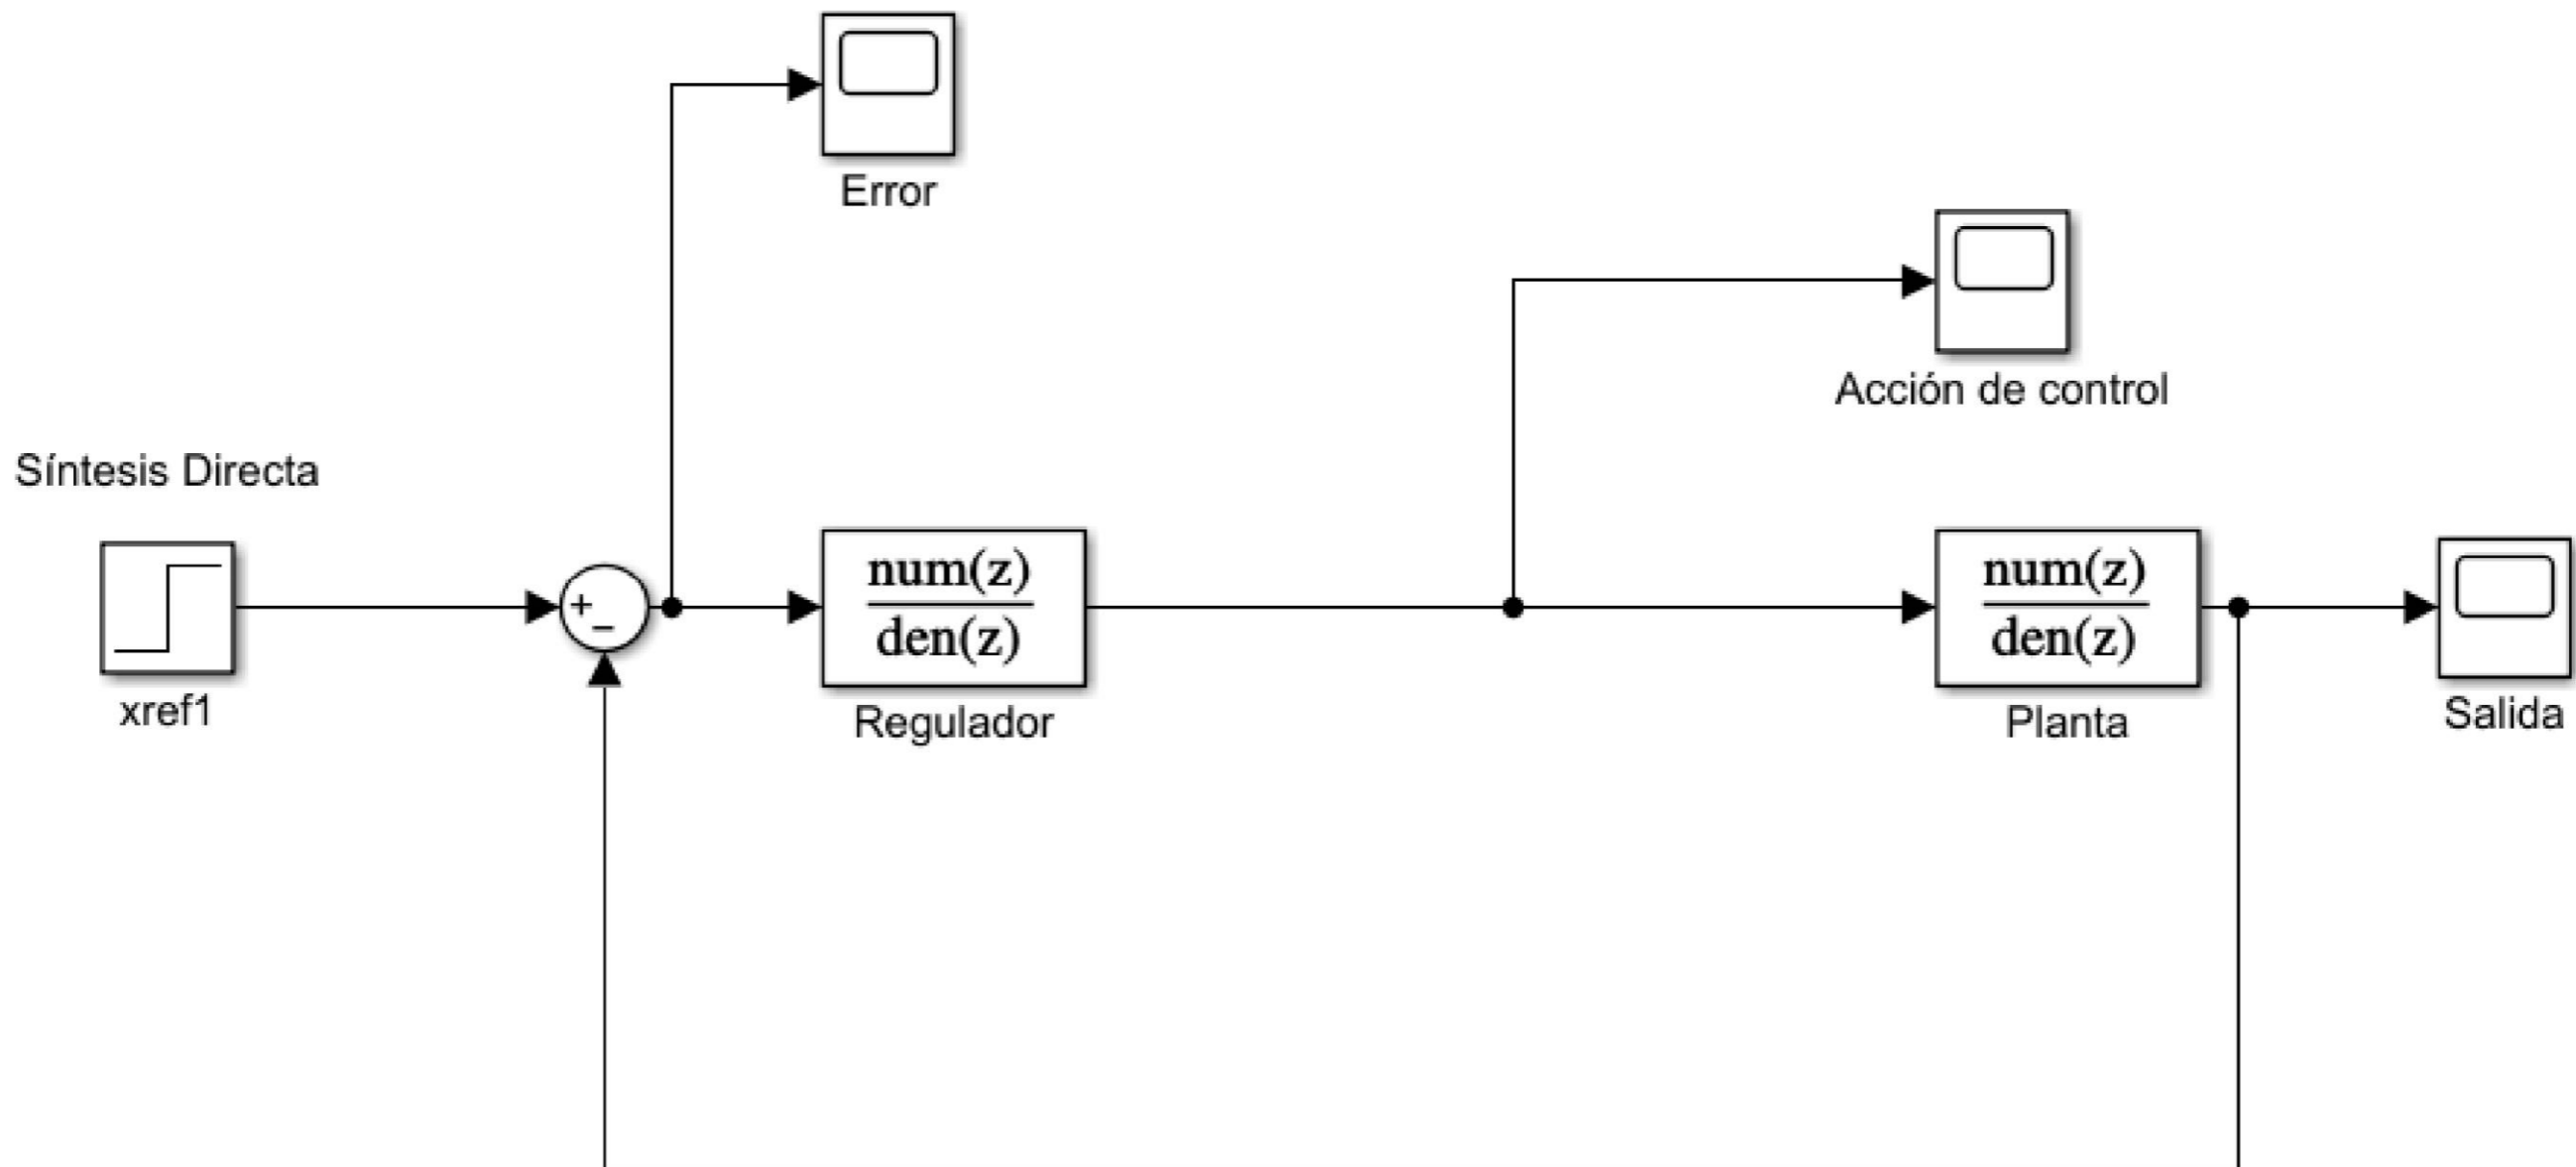 Error
Acción de control
Síntesis Directa
xref1
+
−
num(z)
den(z)
Regulador
num(z)
den(z)
Planta
Salida